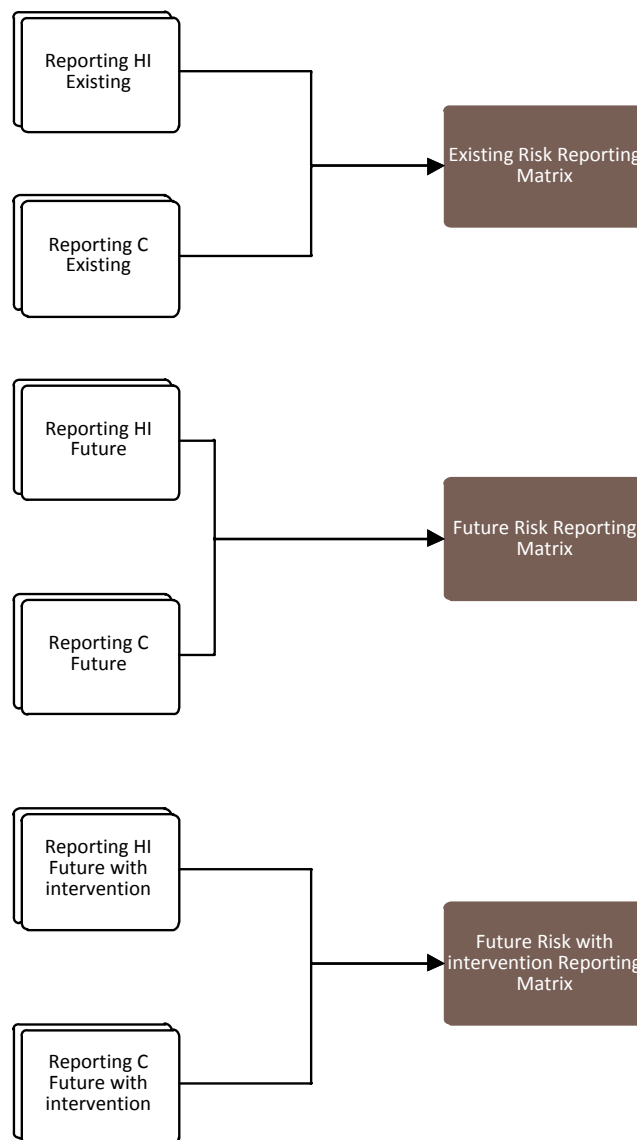 Reporting HI
Existing
Existing Risk Reporting
Matrix
Reporting C
Existing
Reporting HI
Future
Future Risk Reporting
Matrix
Reporting C
Future
Reporting HI
Future with
intervention
Future Risk with
intervention Reporting
Matrix
Reporting C
Future with
intervention